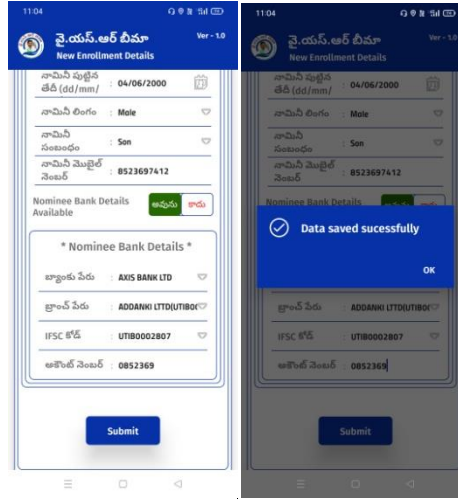 11:04
వై.యస్.ఆర్ బీమా
Ver - 1.0
New Enrollment Details
నామినీ పుట్టిన
తేదీ (dd/mm/ : 04/06/2000
నామినీ లింగం : Male
నామినీ
సంబంధం : Son
నామినీ మొబైల్
నెంబర్ : 8523697412
Nominee Bank Details
Available
అవును కాదు
* Nominee Bank Details *
బ్యాంకు పేరు : AXIS BANK LTD
బ్రాంచ్ పేరు : ADDANKI LTTD(UTIBO(
IFSC కోడ్ : UTIB0002807
అకౌంట్ నెంబర్ : 0852369
Submit
11:04
వై.యస్.ఆర్ బీమా
Ver - 1.0
New Enrollment Details
నామినీ పుట్టిన
తేదీ (dd/mm/ : 04/06/2000
నామినీ లింగం : Male
నామినీ
సంబంధం : Son
నామినీ మొబైల్
నెంబర్ : 8523697412
Nominee Bank Details
Data saved sucessfully
OK
బ్రాంచ్ పేరు : ADDANKI LTTD(UTIBO(
IFSC కోడ్ : UTIB0002807
అకౌంట్ నెంబర్ : 0852369
Submit